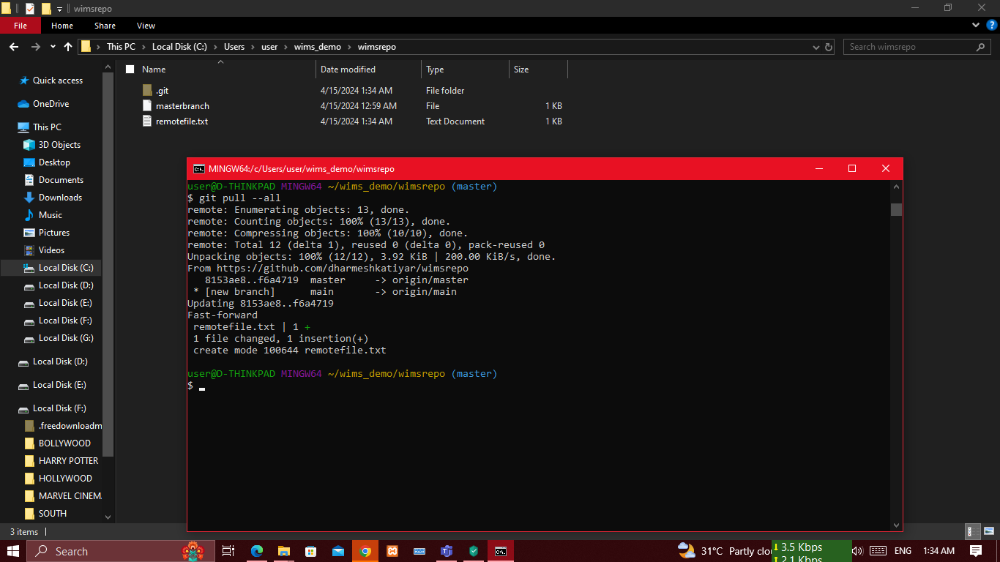 wimsrepo
File Home Share View
This PC > Local Disk (C:) > Users > user > wims_demo > wimsrepo
Search wimsrepo
Name Date modified Type Size
.git 4/15/2024 1:34 AM File folder
masterbranch 4/15/2024 12:59 AM File 1 KB
remotefile.txt 4/15/2024 1:34 AM Text Document 1 KB
Quick access
OneDrive
This PC
3D Objects
Desktop
Documents
Downloads
Music
Pictures
Videos
Local Disk (C:)
Local Disk (D:)
Local Disk (E:)
Local Disk (F:)
Local Disk (G:)
Local Disk (D:)
Local Disk (E:)
Local Disk (F:)
.freedownloadm
BOLLYWOOD
HARRY POTTER
HOLLYWOOD
MARVEL CINEM
SOUTH
3 items
MINGW64:/c/Users/user/wims_demo/wimsrepo
user@D-THINKPAD MINGW64 ~/wims_demo/wimsrepo (master)
$ git pull --all
remote: Enumerating objects: 13, done.
remote: Counting objects: 100% (13/13), done.
remote: Compressing objects: 100% (10/10), done.
remote: Total 12 (delta 1), reused 0 (delta 0), pack-reused 0
Unpacking objects: 100% (12/12), 3.92 KiB | 200.00 KiB/s, done.
From https://github.com/dharmeshkatiyar/wimsrepo
   8153ae8..f6a4719  master     -> origin/master
 * [new branch]      main       -> origin/main
Updating 8153ae8..f6a4719
Fast-forward
 remotefile.txt | 1 +
 1 file changed, 1 insertion(+)
 create mode 100644 remotefile.txt
user@D-THINKPAD MINGW64 ~/wims_demo/wimsrepo (master)
$
Search
31°C Partly clo
3.5 Kbps
2.1 Kbps
ENG
1:34 AM